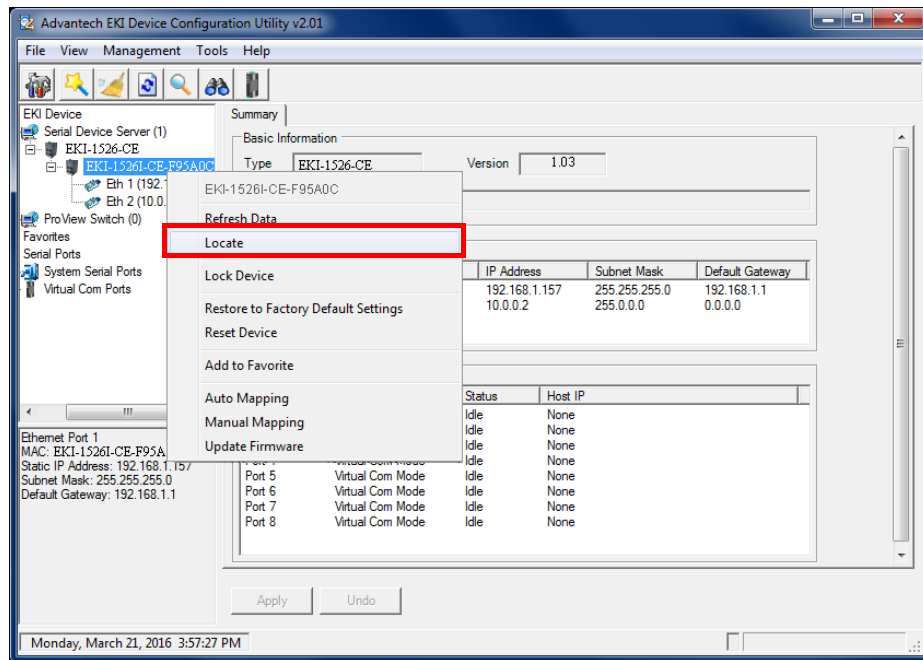 Advantech EKI Device Configuration Utility v2.01
File View Management Tools Help
EKI Device
Serial Device Server (1)
EKI-1526-CE
EKI-1526I-CE-F95A0C
Eth 1 (192.1
Eth 2 (10.0.
ProView Switch (0)
Favorites
Serial Ports
System Serial Ports
Virtual Com Ports
Ethernet Port 1
MAC: EKI-1526I-CE-F95A
Static IP Address: 192.168.1.157
Subnet Mask: 255.255.255.0
Default Gateway: 192.168.1.1
EKI-1526I-CE-F95A0C
Refresh Data
Locate
Lock Device
Restore to Factory Default Settings
Reset Device
Add to Favorite
Auto Mapping
Manual Mapping
Update Firmware
Summary
Basic Information
Type EKI-1526-CE Version 1.03
IP Address Subnet Mask Default Gateway
192.168.1.157 255.255.255.0 192.168.1.1
10.0.0.2 255.0.0.0 0.0.0.0
Status Host IP
Idle None
Idle None
Idle None
Idle None
Port 5 Virtual Com Mode Idle None
Port 6 Virtual Com Mode Idle None
Port 7 Virtual Com Mode Idle None
Port 8 Virtual Com Mode Idle None
Apply Undo
Monday, March 21, 2016 3:57:27 PM